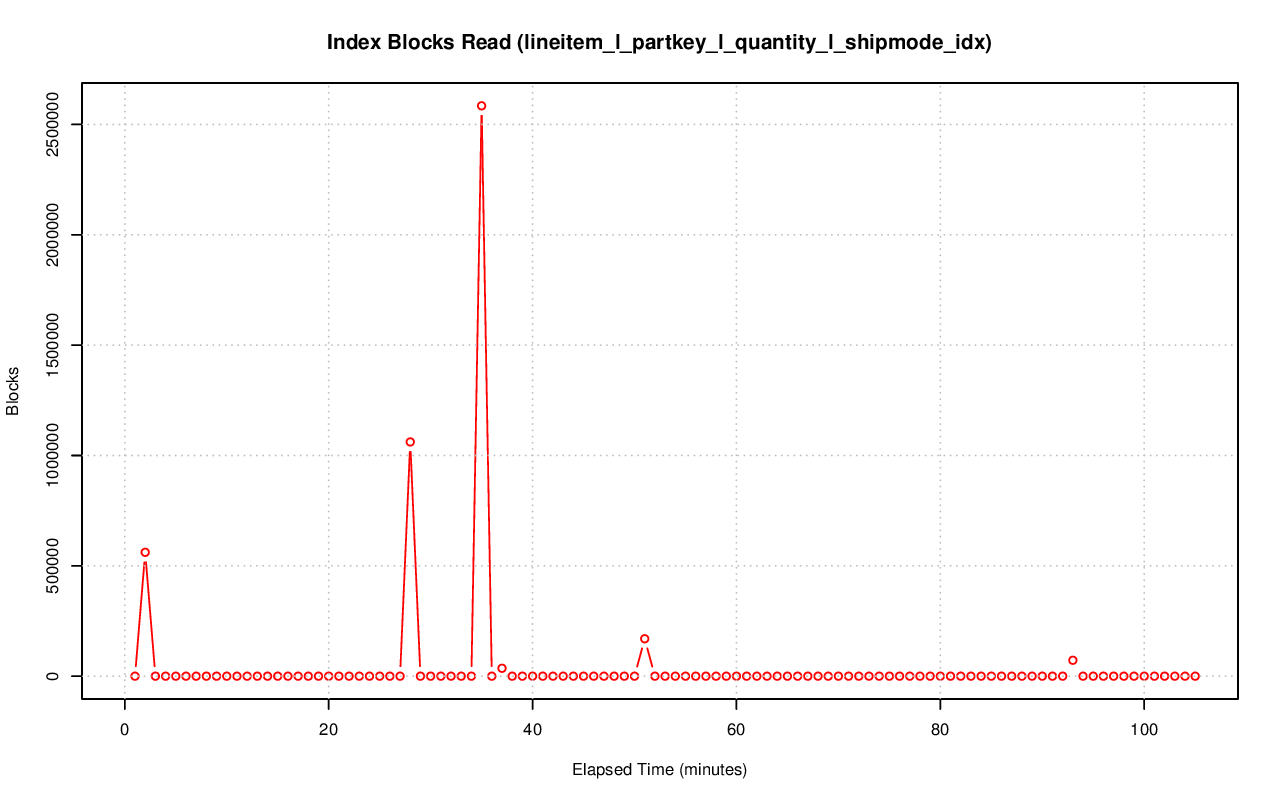 Index Blocks Read (lineitem_l_partkey_l_quantity_l_shipmode_idx)
Blocks
2500000
2000000
1500000
1000000
500000
0
0 20 40 60 80 100
Elapsed Time (minutes)